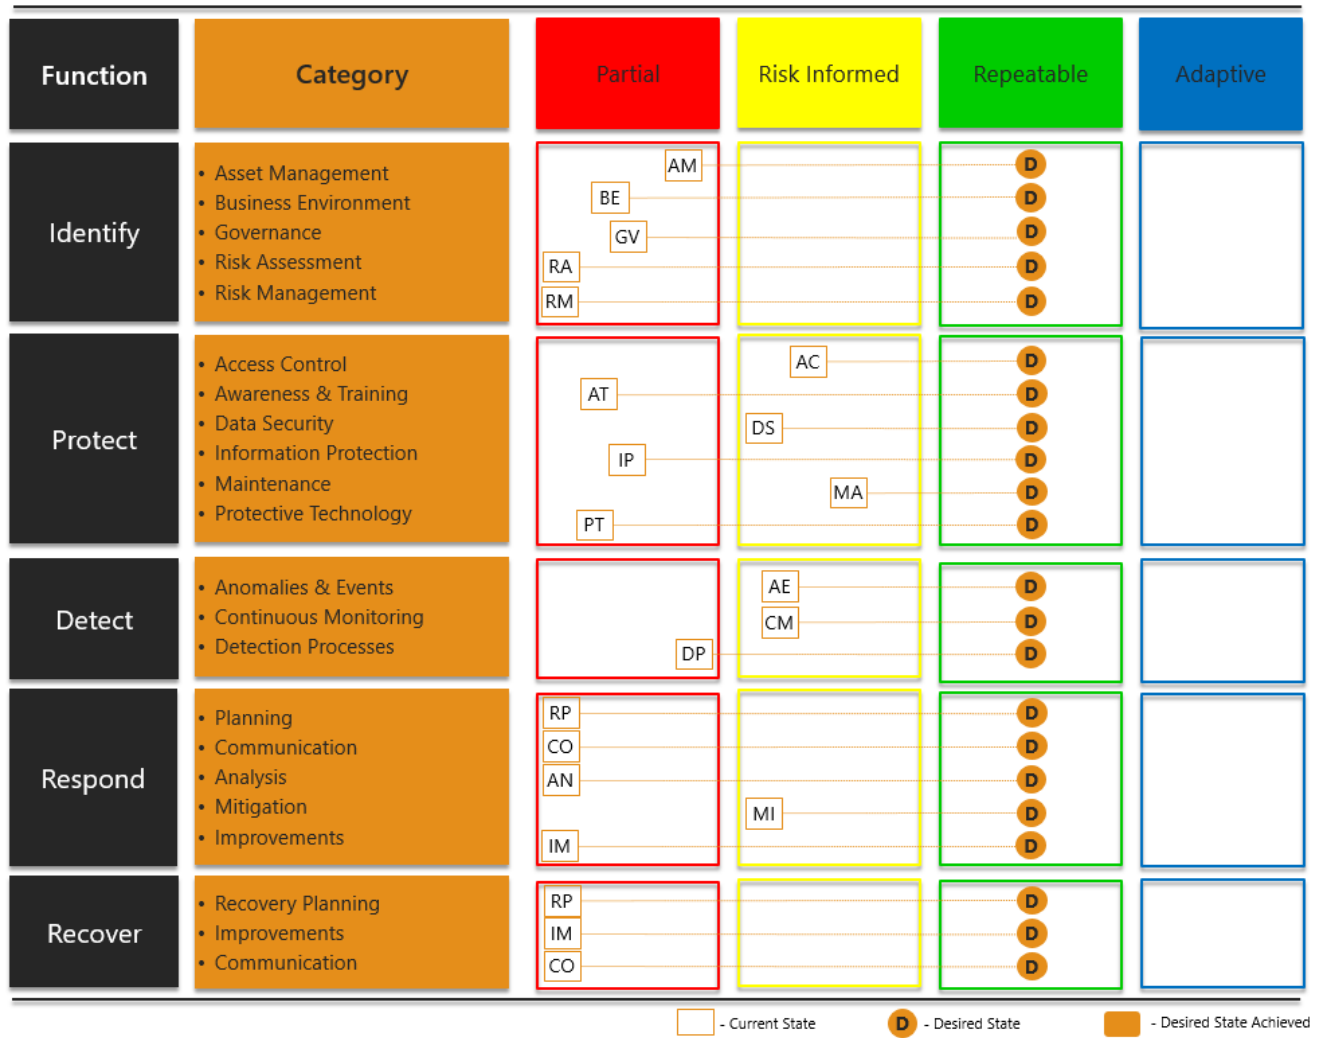 Function
Category
Partial
Risk Informed
Repeatable
Adaptive
Identify
• Asset Management
• Business Environment
• Governance
• Risk Assessment
• Risk Management
AM D
BE D
GV D
RA D
RM D
Protect
• Access Control
• Awareness & Training
• Data Security
• Information Protection
• Maintenance
• Protective Technology
AC D
AT D
DS D
IP D
MA D
PT D
Detect
• Anomalies & Events
• Continuous Monitoring
• Detection Processes
AE D
CM D
DP D
Respond
• Planning
• Communication
• Analysis
• Mitigation
• Improvements
RP D
CO D
AN D
MI D
IM D
Recover
• Recovery Planning
• Improvements
• Communication
RP D
IM D
CO D
- Current State
D - Desired State
- Desired State Achieved